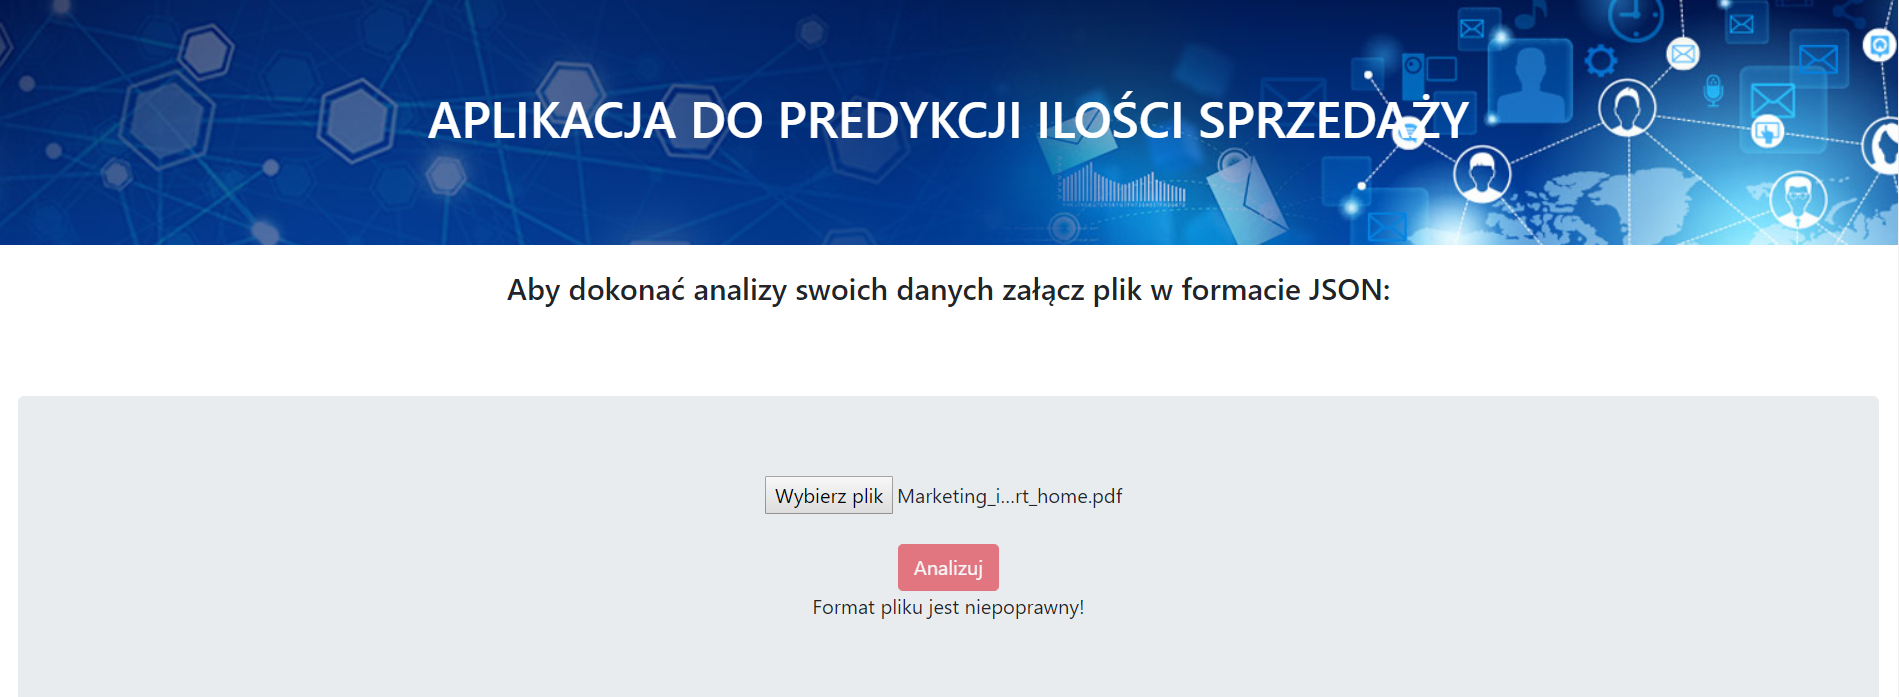 APLIKACJA DO PREDYKCJI ILOŚCI SPRZEDAŻY
Aby dokonać analizy swoich danych załącz plik w formacie JSON:
Wybierz plik Marketing_i...rt_home.pdf
Analizuj
Format pliku jest niepoprawny!